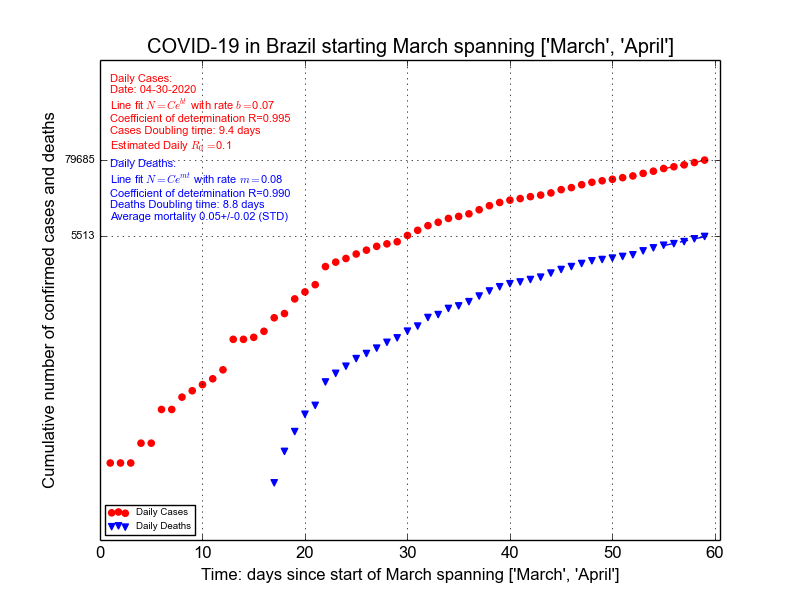 COVID-19 in Brazil starting March spanning ['March', 'April']
Daily Cases:
Date: 04-30-2020
Line fit N=Ce^{bt} with rate b=0.07
Coefficient of determination R=0.995
Cases Doubling time: 9.4 days
Estimated Daily R_0=0.1
Daily Deaths:
Line fit N=Ce^{mt} with rate m=0.08
Coefficient of determination R=0.990
Deaths Doubling time: 8.8 days
Average mortality 0.05+/-0.02 (STD)
79685
5513
Cumulative number of confirmed cases and deaths
Daily Cases
Daily Deaths
0 10 20 30 40 50 60
Time: days since start of March spanning ['March', 'April']